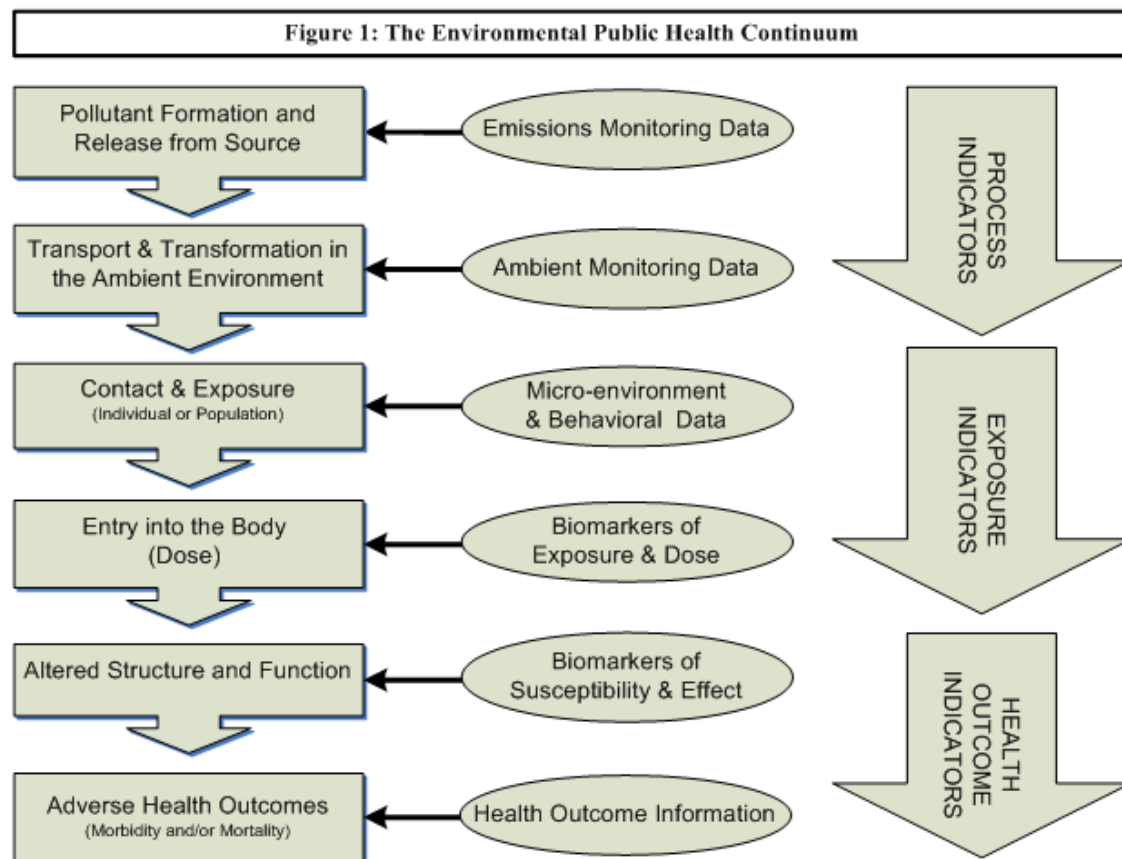 Figure 1: The Environmental Public Health Continuum
Pollutant Formation and
Release from Source
Emissions Monitoring Data
Transport & Transformation in
the Ambient Environment
Ambient Monitoring Data
Contact & Exposure
(Individual or Population)
Micro-environment
& Behavioral Data
Entry into the Body
(Dose)
Biomarkers of
Exposure & Dose
Altered Structure and Function
Biomarkers of
Susceptibility & Effect
Adverse Health Outcomes
(Morbidity and/or Mortality)
Health Outcome Information
PROCESS
INDICATORS
EXPOSURE
INDICATORS
HEALTH
OUTCOME
INDICATORS